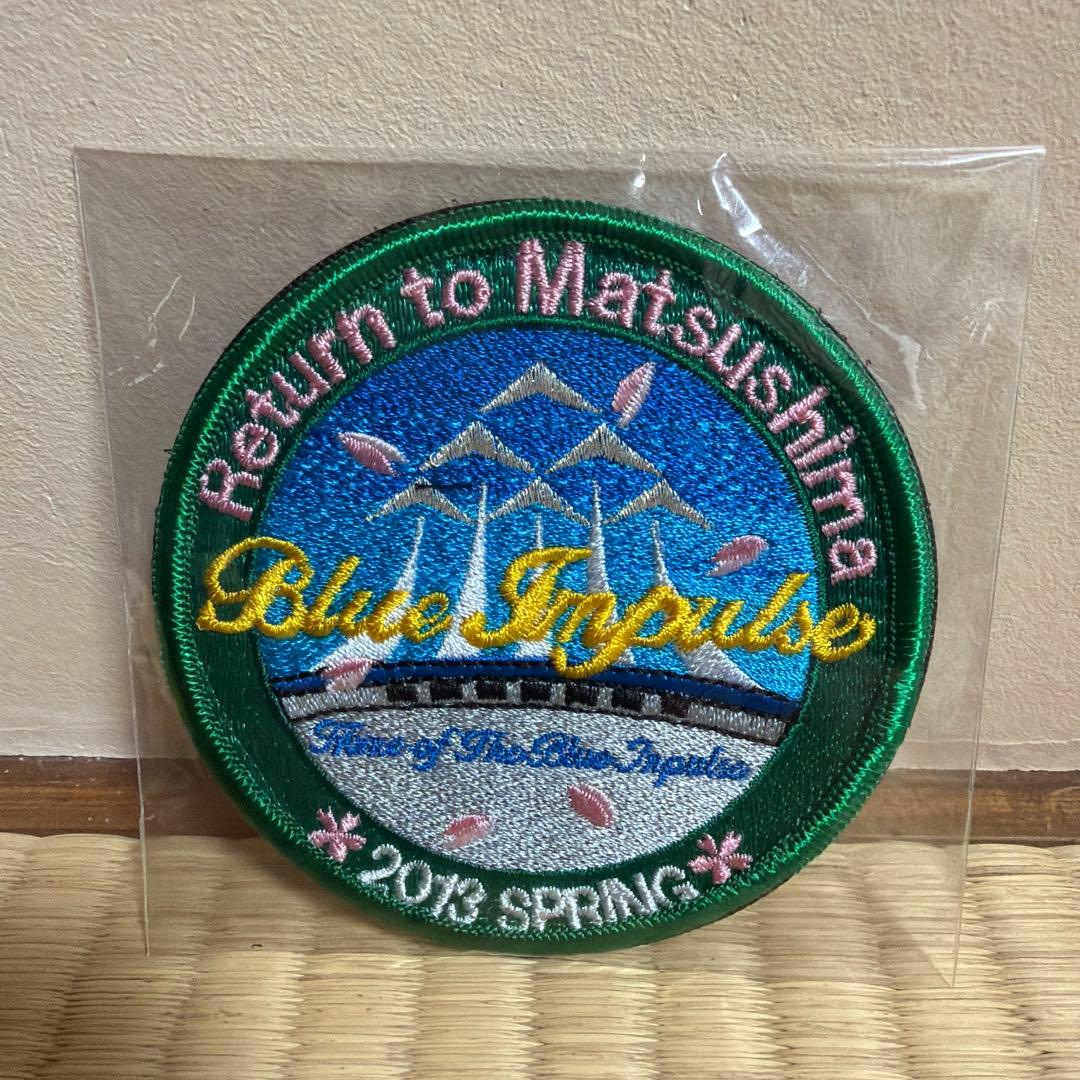 Return to Matsushima
Blue Impulse
Home of The Blue Impulse
2013 SPRING